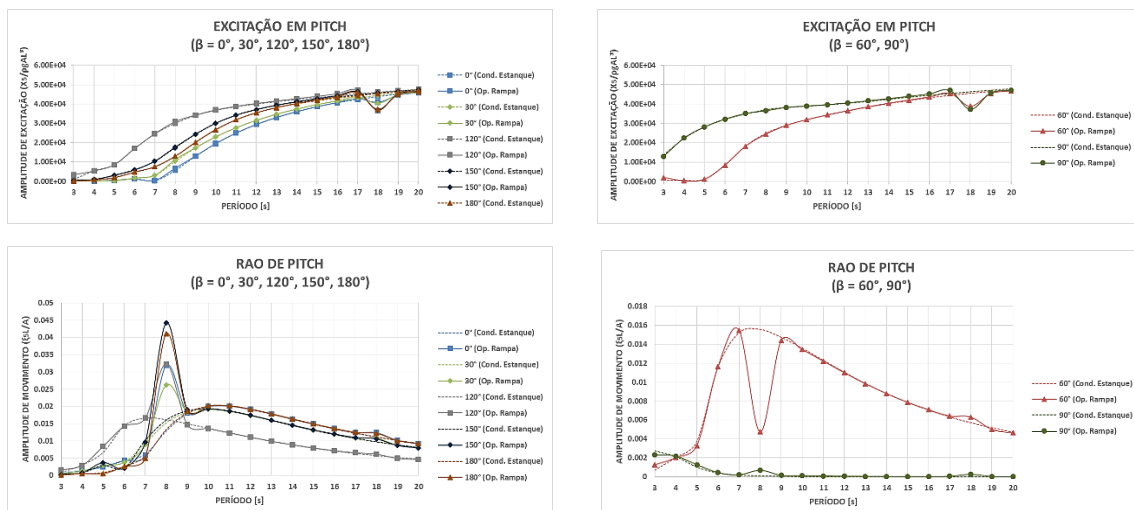 EXCITAÇÃO EM PITCH
(β = 0°, 30°, 120°, 150°, 180°)
AMPLITUDE DE EXCITAÇÃO (X5/ρgAL³)
6.00E+04
5.00E+04
4.00E+04
3.00E+04
2.00E+04
1.00E+04
0.00E+00
3 4 5 6 7 8 9 10 11 12 13 14 15 16 17 18 19 20
PERÍODO [s]
0° (Cond. Estanque)
0° (Op. Rampa)
30° (Cond. Estanque)
30° (Op. Rampa)
120° (Cond. Estanque)
120° (Op. Rampa)
150° (Cond. Estanque)
150° (Op. Rampa)
180° (Cond. Estanque)
EXCITAÇÃO EM PITCH
(β = 60°, 90°)
AMPLITUDE DE EXCITAÇÃO (X5/ρgAL³)
6.00E+04
5.00E+04
4.00E+04
3.00E+04
2.00E+04
1.00E+04
0.00E+00
3 4 5 6 7 8 9 10 11 12 13 14 15 16 17 18 19 20
PERÍODO [s]
60° (Cond. Estanque)
60° (Op. Rampa)
90° (Cond. Estanque)
90° (Op. Rampa)
RAO DE PITCH
(β = 0°, 30°, 120°, 150°, 180°)
AMPLITUDE DE MOVIMENTO (ξ5L/A)
0.05
0.045
0.04
0.035
0.03
0.025
0.02
0.015
0.01
0.005
0
3 4 5 6 7 8 9 10 11 12 13 14 15 16 17 18 19 20
PERÍODO [s]
0° (Cond. Estanque)
0° (Op. Rampa)
30° (Cond. Estanque)
30° (Op. Rampa)
120° (Cond. Estanque)
120° (Op. Rampa)
150° (Cond. Estanque)
150° (Op. Rampa)
180° (Cond. Estanque)
180° (Op. Rampa)
RAO DE PITCH
(β = 60°, 90°)
AMPLITUDE DE MOVIMENTO (ξ5L/A)
0.018
0.016
0.014
0.012
0.01
0.008
0.006
0.004
0.002
0
3 4 5 6 7 8 9 10 11 12 13 14 15 16 17 18 19 20
PERÍODO [s]
60° (Cond. Estanque)
60° (Op. Rampa)
90° (Cond. Estanque)
90° (Op. Rampa)